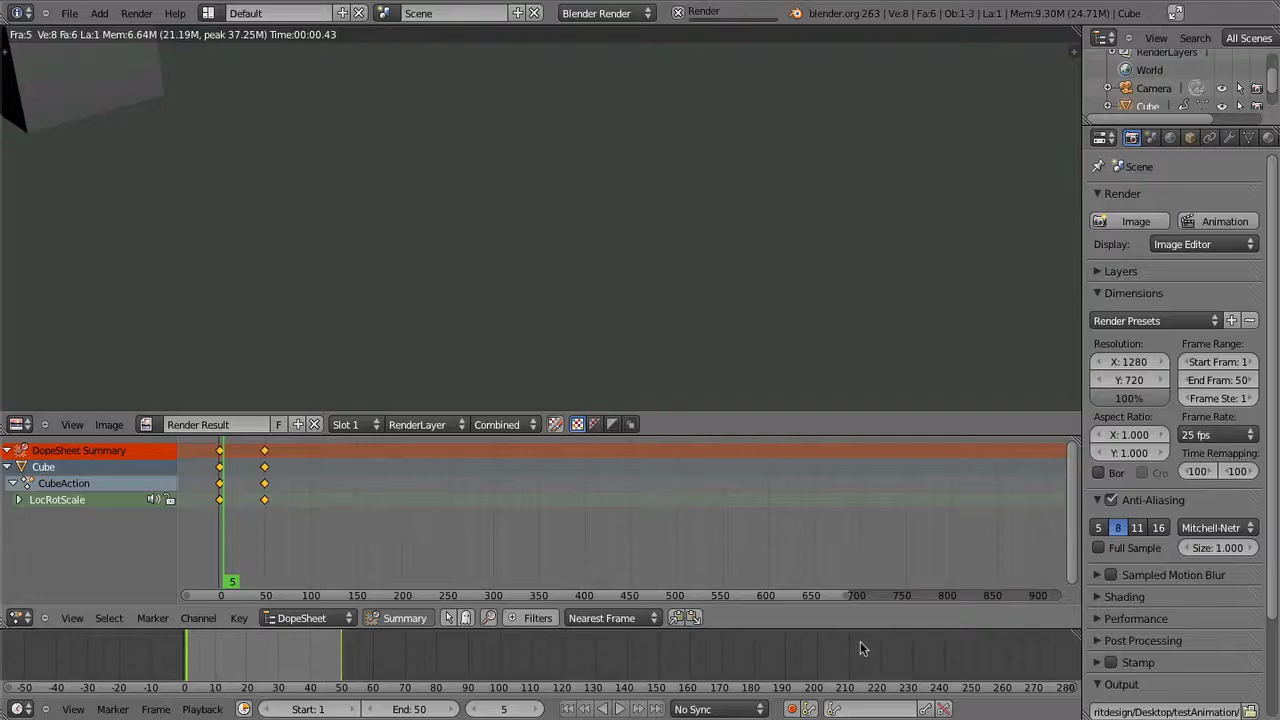 File Add Render Help Default Scene Blender Render Render blender.org 263 | Ve:8 | Fa:6 | Ob:1-3 | La:1 | Mem:9.30M (24.71M) | Cube
Fra:5 Ve:8 Fa:6 La:1 Mem:6.64M (21.19M, peak 37.25M) Time:00:00.43
View Search All Scenes
RenderLayers
World
Camera
Cube
Scene
Render
Image Animation
Display: Image Editor
Layers
Dimensions
Render Presets
Resolution: Frame Range:
X: 1280 Start Fram: 1
Y: 720 End Fram: 50
100% Frame Ste: 1
Aspect Ratio: Frame Rate:
X: 1.000 25 fps
Y: 1.000 Time Remapping:
Bor Cro 100 100
Anti-Aliasing
5 8 11 16 Mitchell-Netr
Full Sample Size: 1.000
Sampled Motion Blur
Shading
Performance
Post Processing
Stamp
Output
ritdesign/Desktop/testAnimation/
View Image Render Result F Slot 1 RenderLayer Combined
DopeSheet Summary
Cube
CubeAction
LocRotScale
5
0 50 100 150 200 250 300 350 400 450 500 550 600 650 700 750 800 850 900
View Select Marker Channel Key DopeSheet Summary Filters Nearest Frame
-50 -40 -30 -20 -10 0 10 20 30 40 50 60 70 80 90 100 110 120 130 140 150 160 170 180 190 200 210 220 230 240 250 260 270 280
View Marker Frame Playback Start: 1 End: 50 5 No Sync